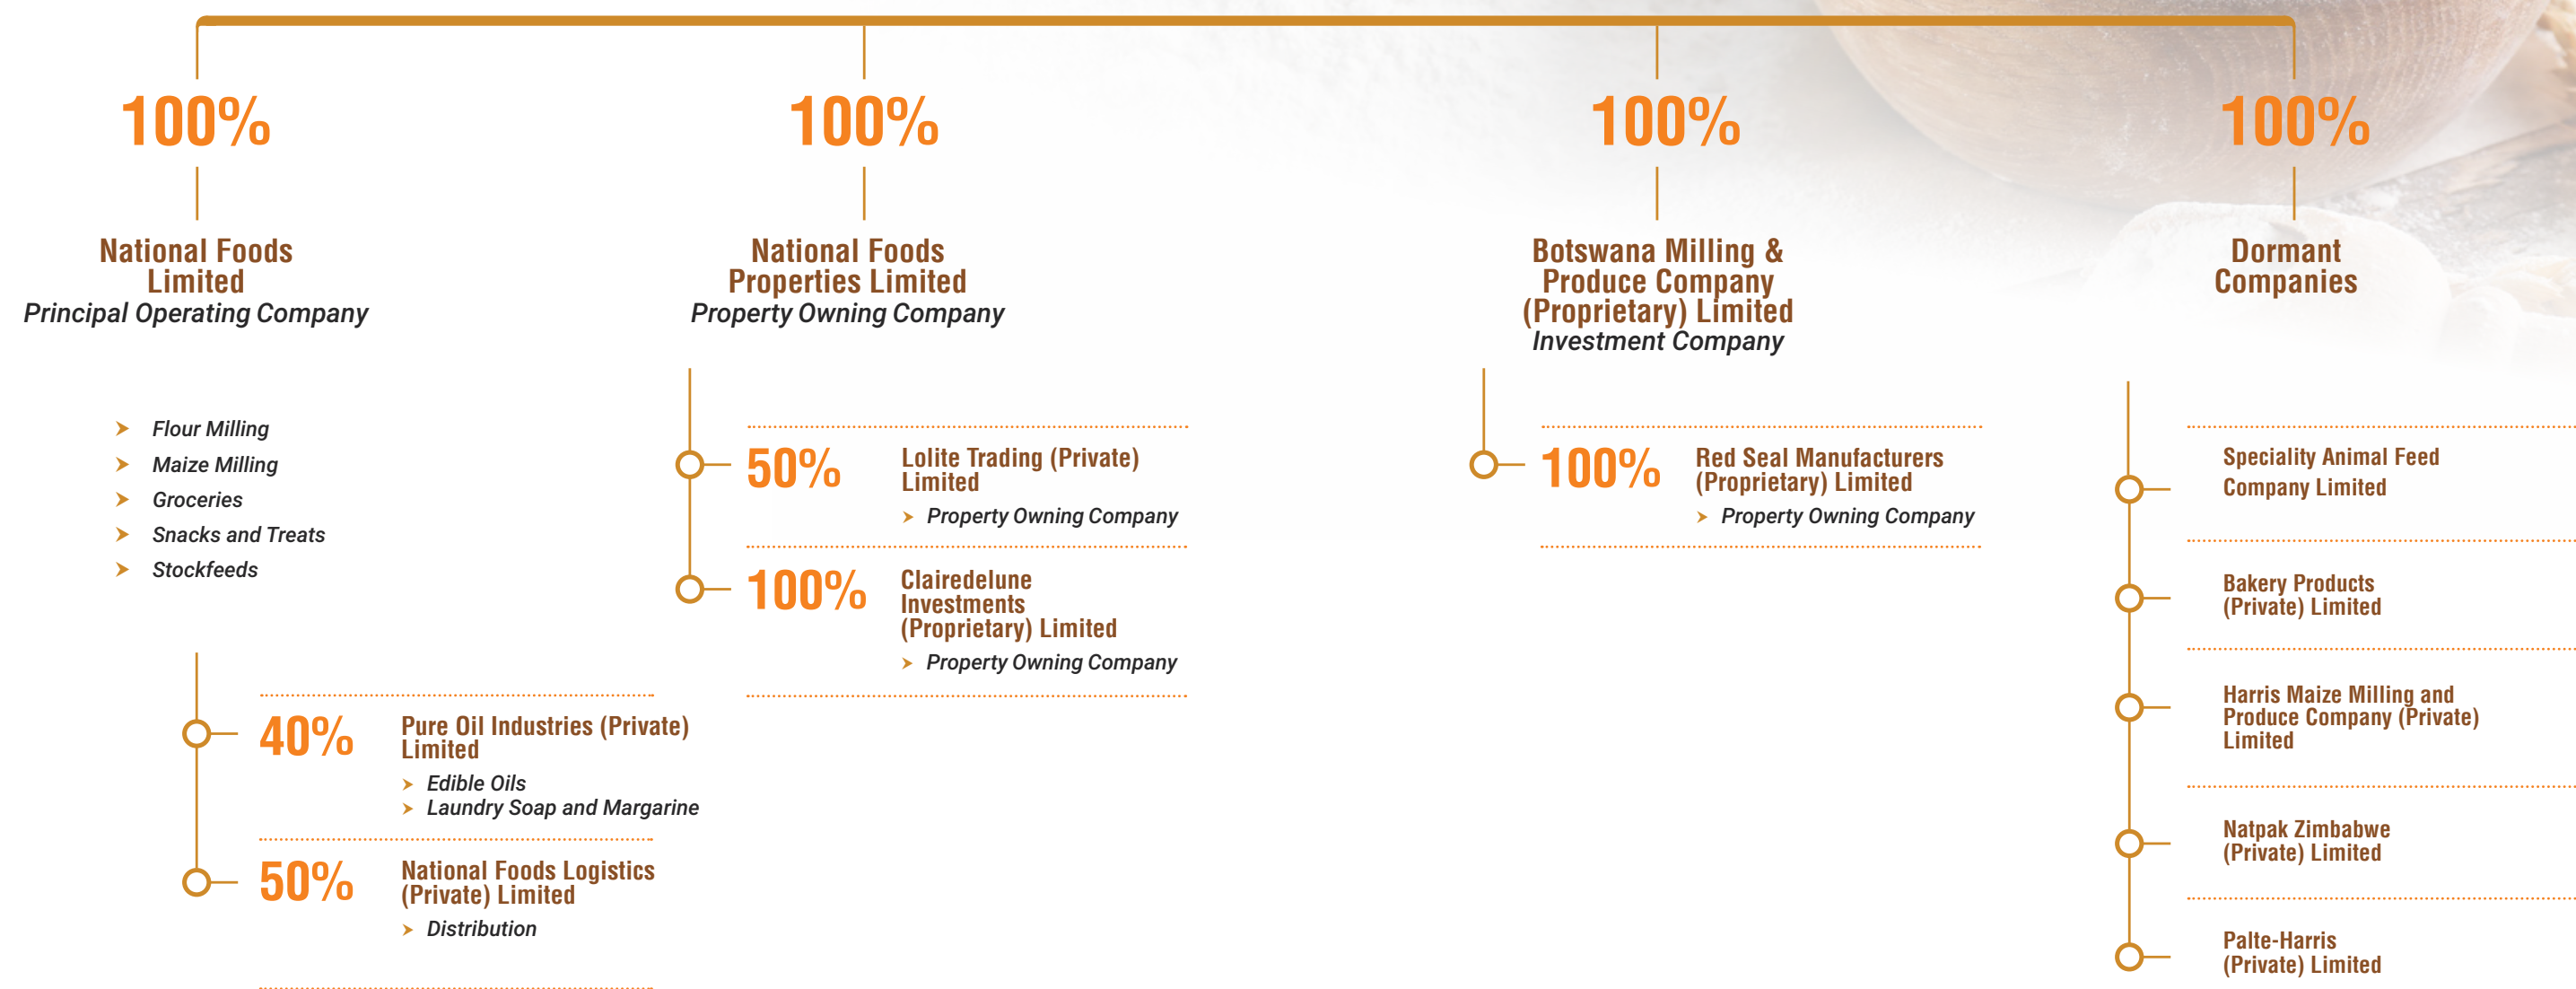 100%
National Foods
Limited
Principal Operating Company
Flour Milling
Maize Milling
Groceries
Snacks and Treats
Stockfeeds
40%
Pure Oil Industries (Private)
Limited
Edible Oils
Laundry Soap and Margarine
50%
National Foods Logistics
(Private) Limited
Distribution
100%
National Foods
Properties Limited
Property Owning Company
50%
Lolite Trading (Private)
Limited
Property Owning Company
100%
Clairedelune
Investments
(Proprietary) Limited
Property Owning Company
100%
Botswana Milling &
Produce Company
(Proprietary) Limited
Investment Company
100%
Red Seal Manufacturers
(Proprietary) Limited
Property Owning Company
100%
Dormant
Companies
Speciality Animal Feed
Company Limited
Bakery Products
(Private) Limited
Harris Maize Milling and
Produce Company (Private)
Limited
Natpak Zimbabwe
(Private) Limited
Palte-Harris
(Private) Limited